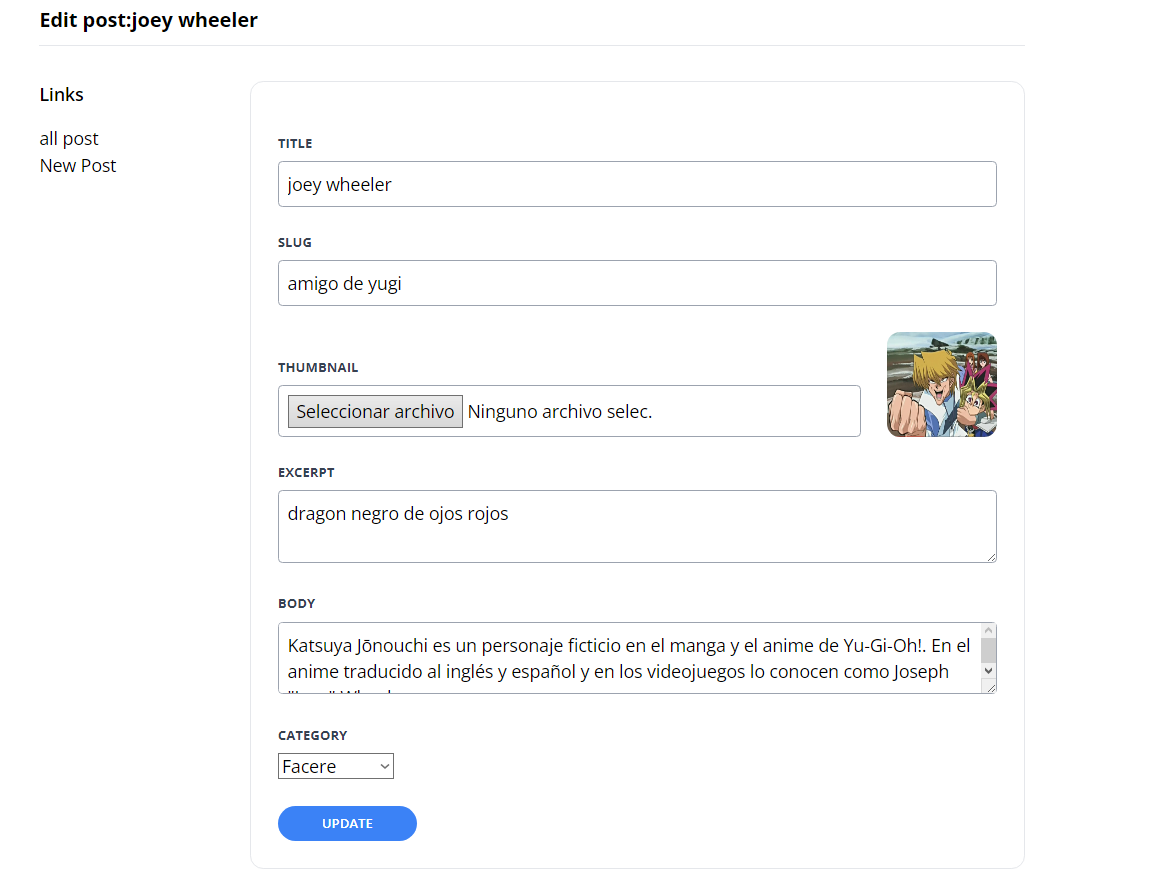 Edit post:joey wheeler
Links
all post
New Post
TITLE
joey wheeler
SLUG
amigo de yugi
THUMBNAIL
Seleccionar archivo Ninguno archivo selec.
EXCERPT
dragon negro de ojos rojos
BODY
Katsuya Jōnouchi es un personaje ficticio en el manga y el anime de Yu-Gi-Oh!. En el
anime traducido al inglés y español y en los videojuegos lo conocen como Joseph
CATEGORY
Facere
UPDATE